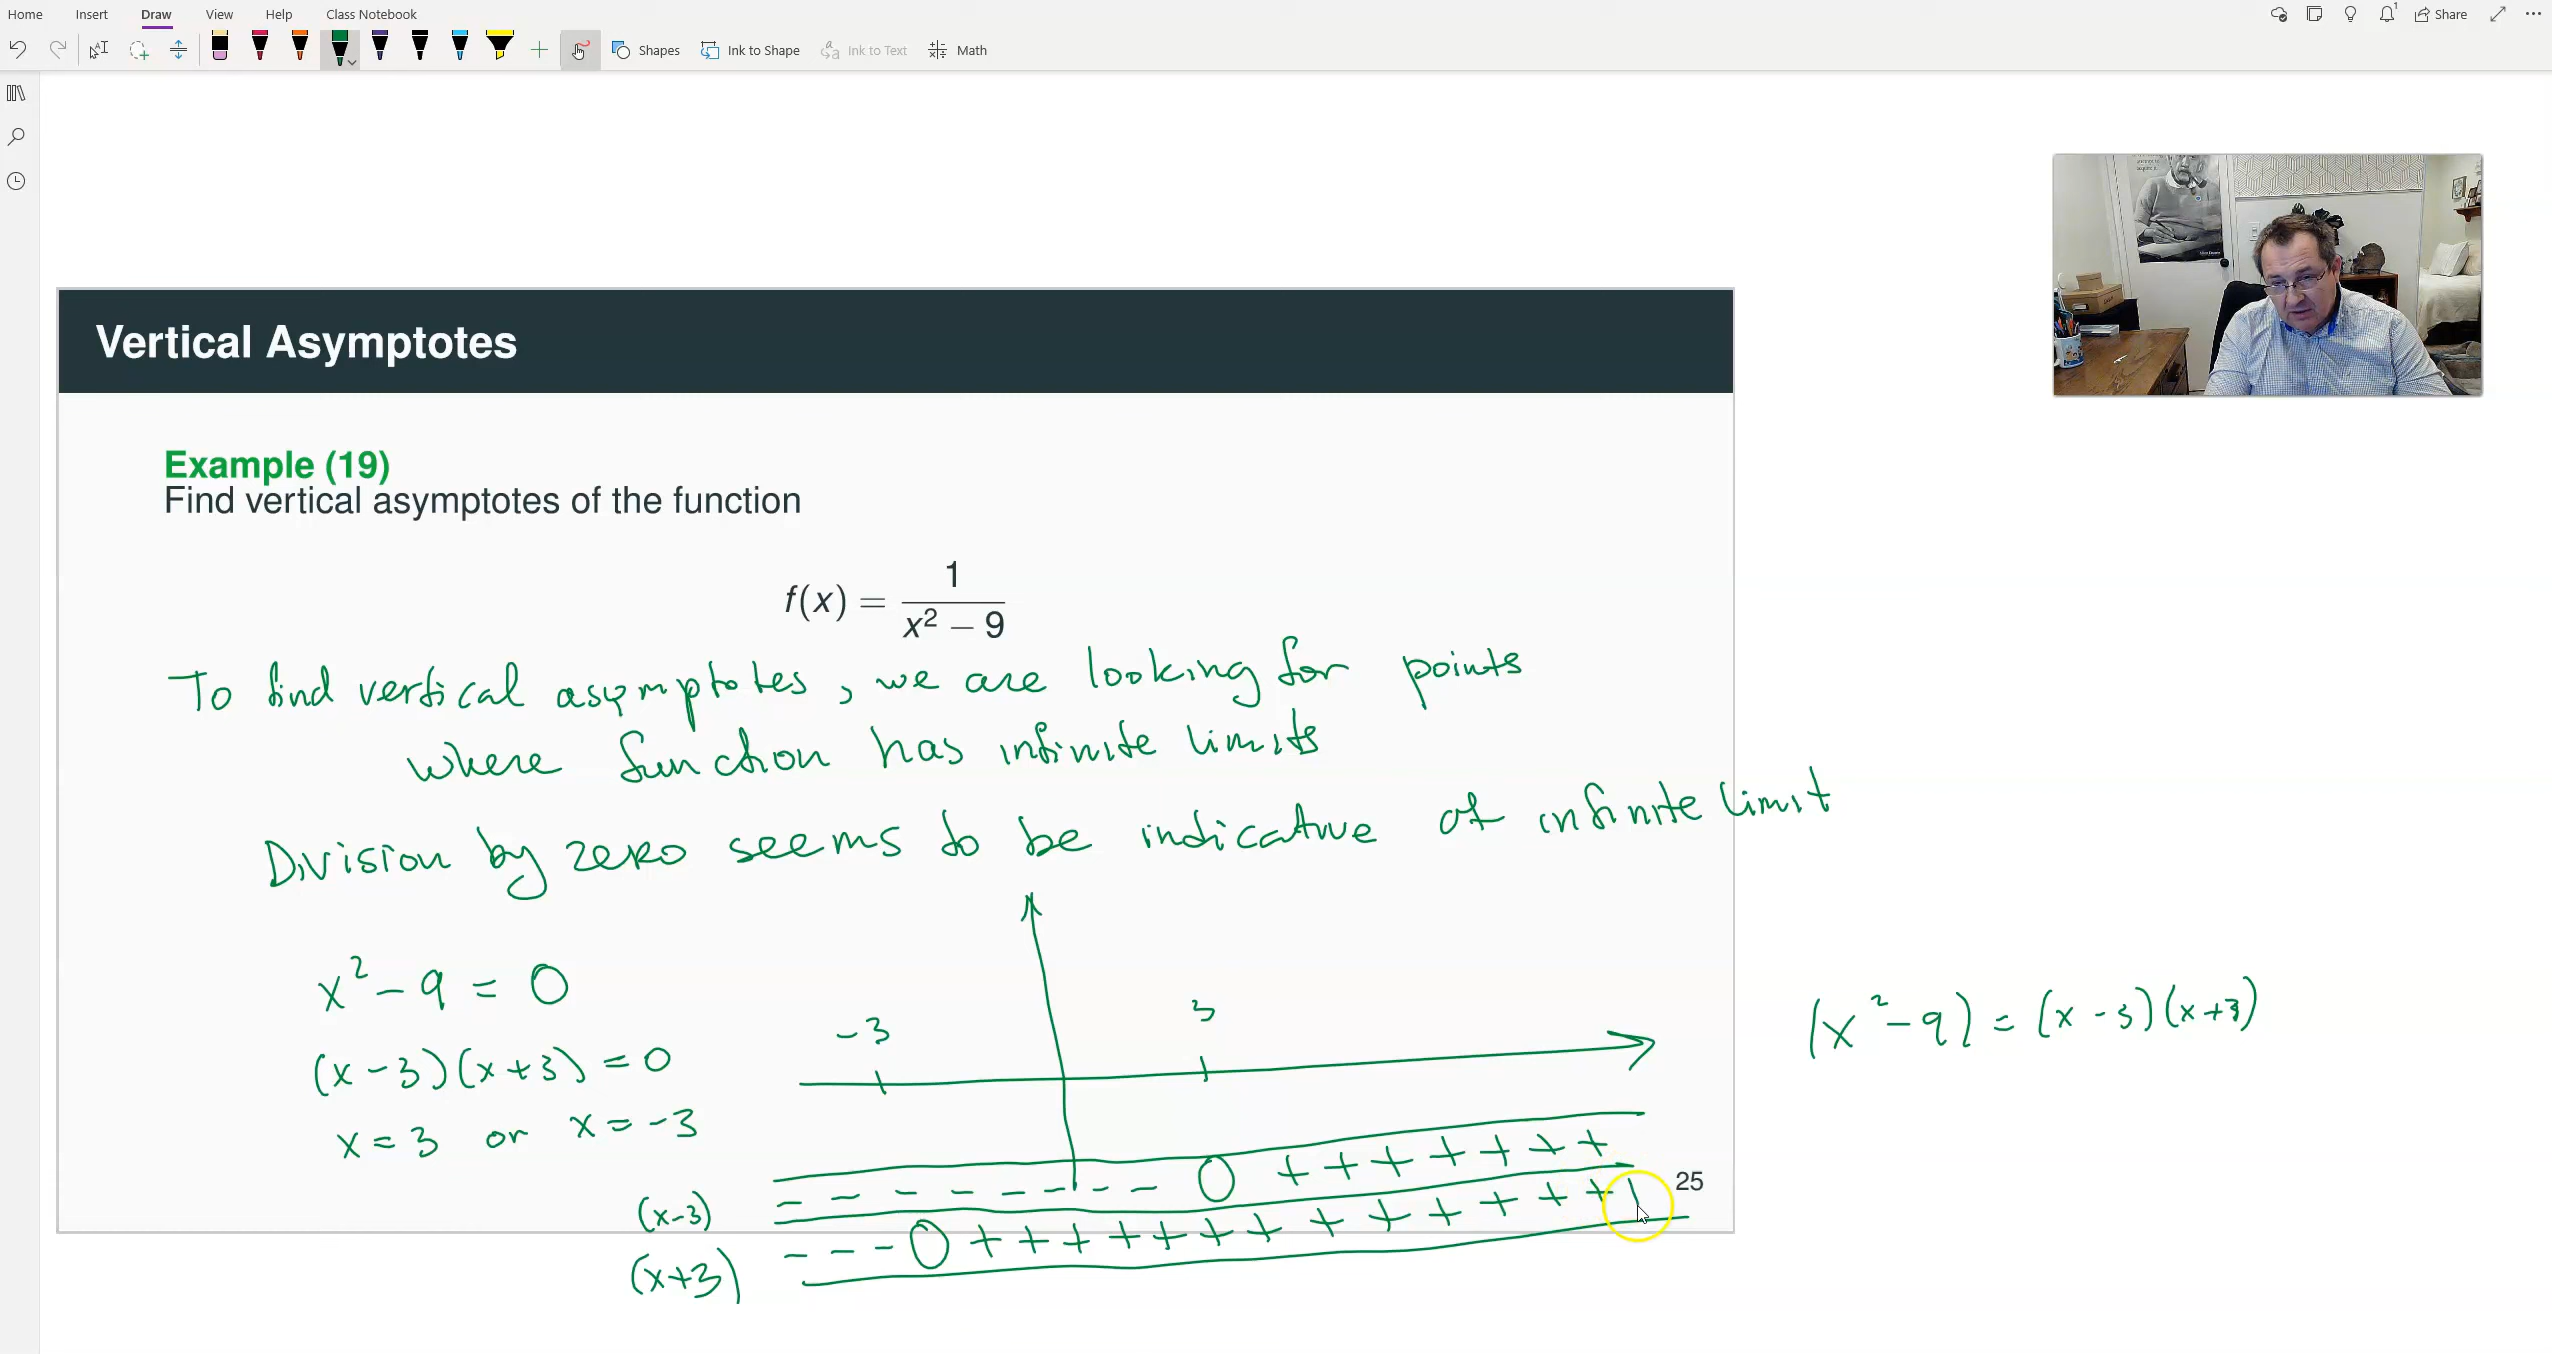 Home Insert Draw View Help Class Notebook
Share
Shapes Ink to Shape Ink to Text Math
Vertical Asymptotes
Example (19)
Find vertical asymptotes of the function
f(x) = 1 / (x² − 9)
To find vertical asymptotes, we are looking for points
where function has infinite limits
Division by zero seems to be indicative of infinite limit
x² - 9 = 0
(x - 3)(x + 3) = 0
x = 3 or x = -3
-3 3
(x² - 9) = (x - 3)(x + 3)
(x-3) - - - - - - - - 0 + + + + + + +
(x+3) - - - 0 + + + + + + + + + + + +
25